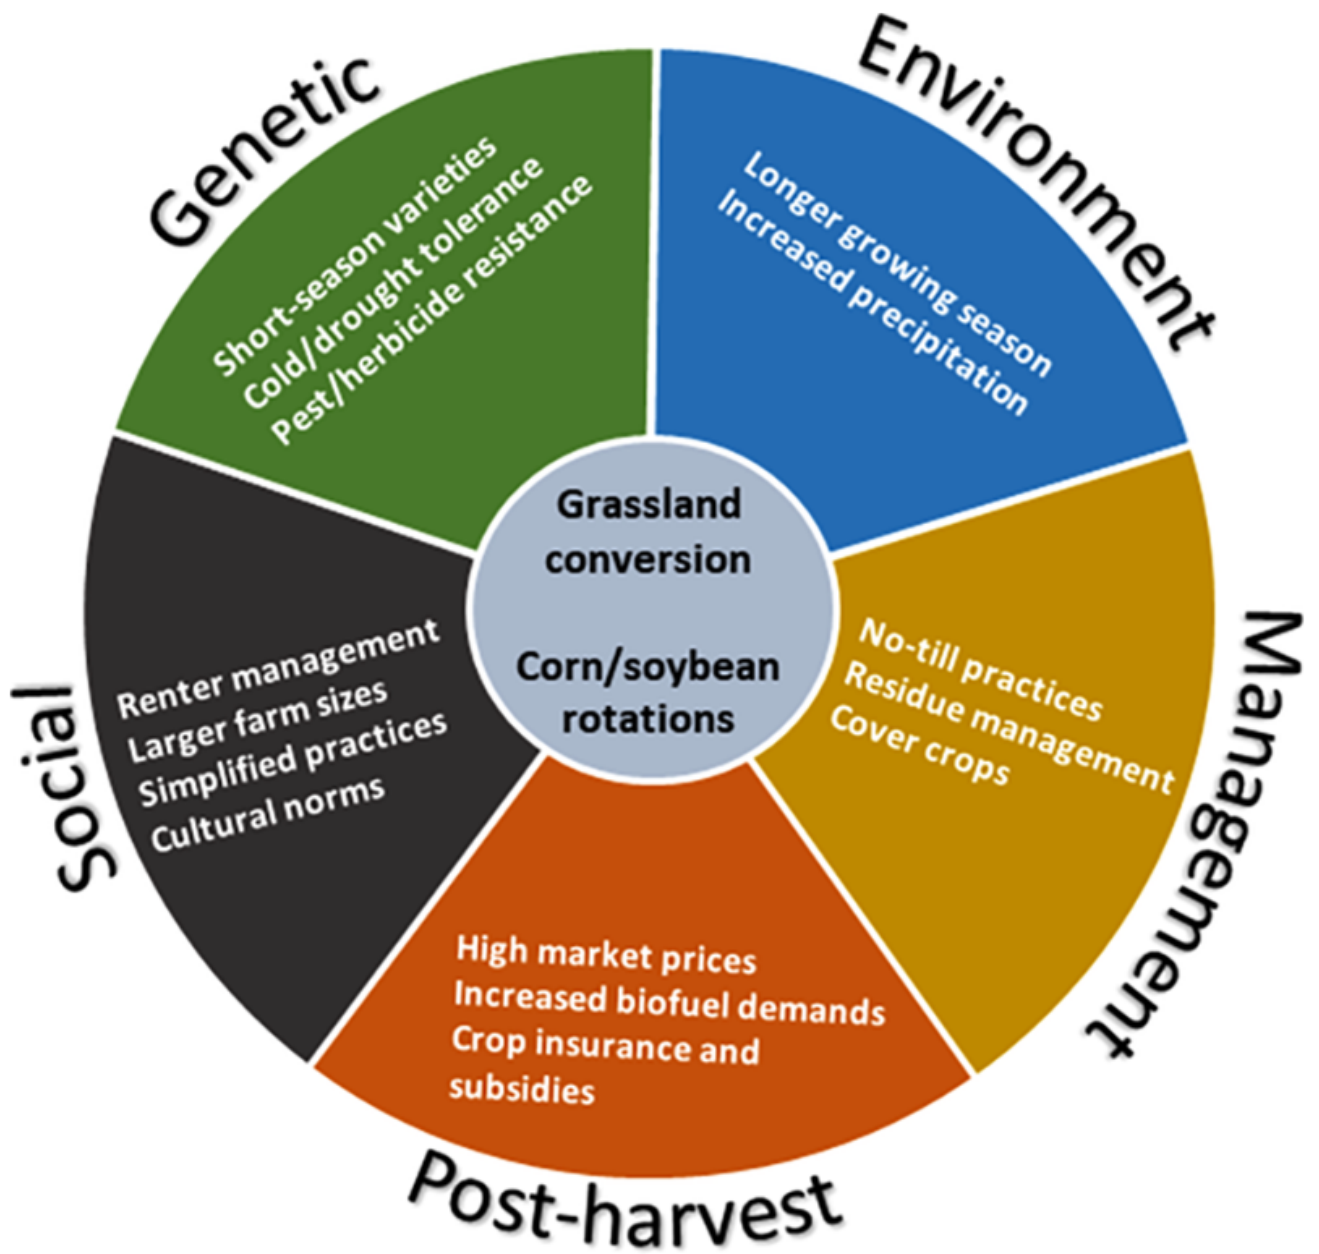 Genetic
Short-season varieties
Cold/drought tolerance
Pest/herbicide resistance
Environment
Longer growing season
Increased precipitation
Grassland
conversion
Corn/soybean
rotations
Management
No-till practices
Residue management
Cover crops
Social
Renter management
Larger farm sizes
Simplified practices
Cultural norms
High market prices
Increased biofuel demands
Crop insurance and
subsidies
Post-harvest